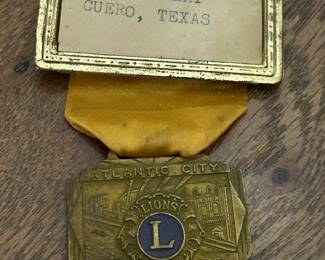 CUERO, TEXAS
ATLANTIC CITY
LIONS
L